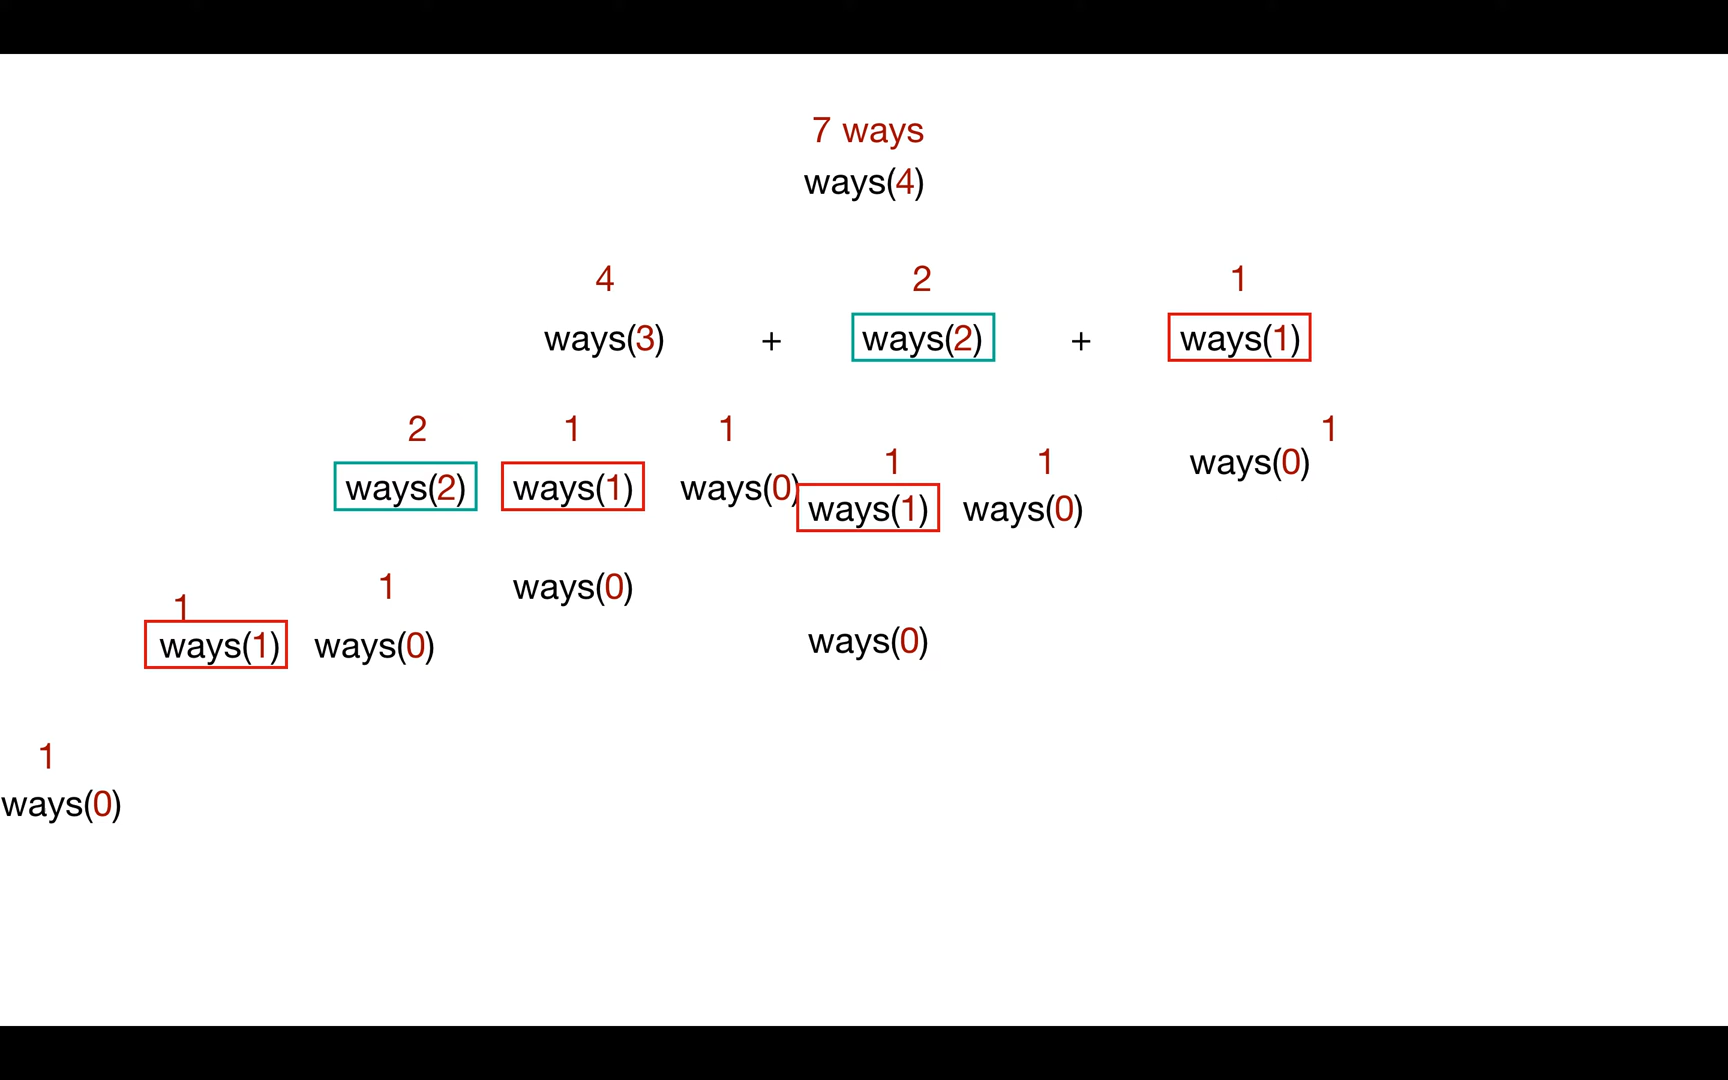 7 ways
ways(4)
4 2 1
ways(3) + ways(2) + ways(1)
2 1 1 1
1 1 ways(0)
ways(2) ways(1) ways(0)
ways(1) ways(0)
1 ways(0)
1
ways(1) ways(0) ways(0)
1
ways(0)